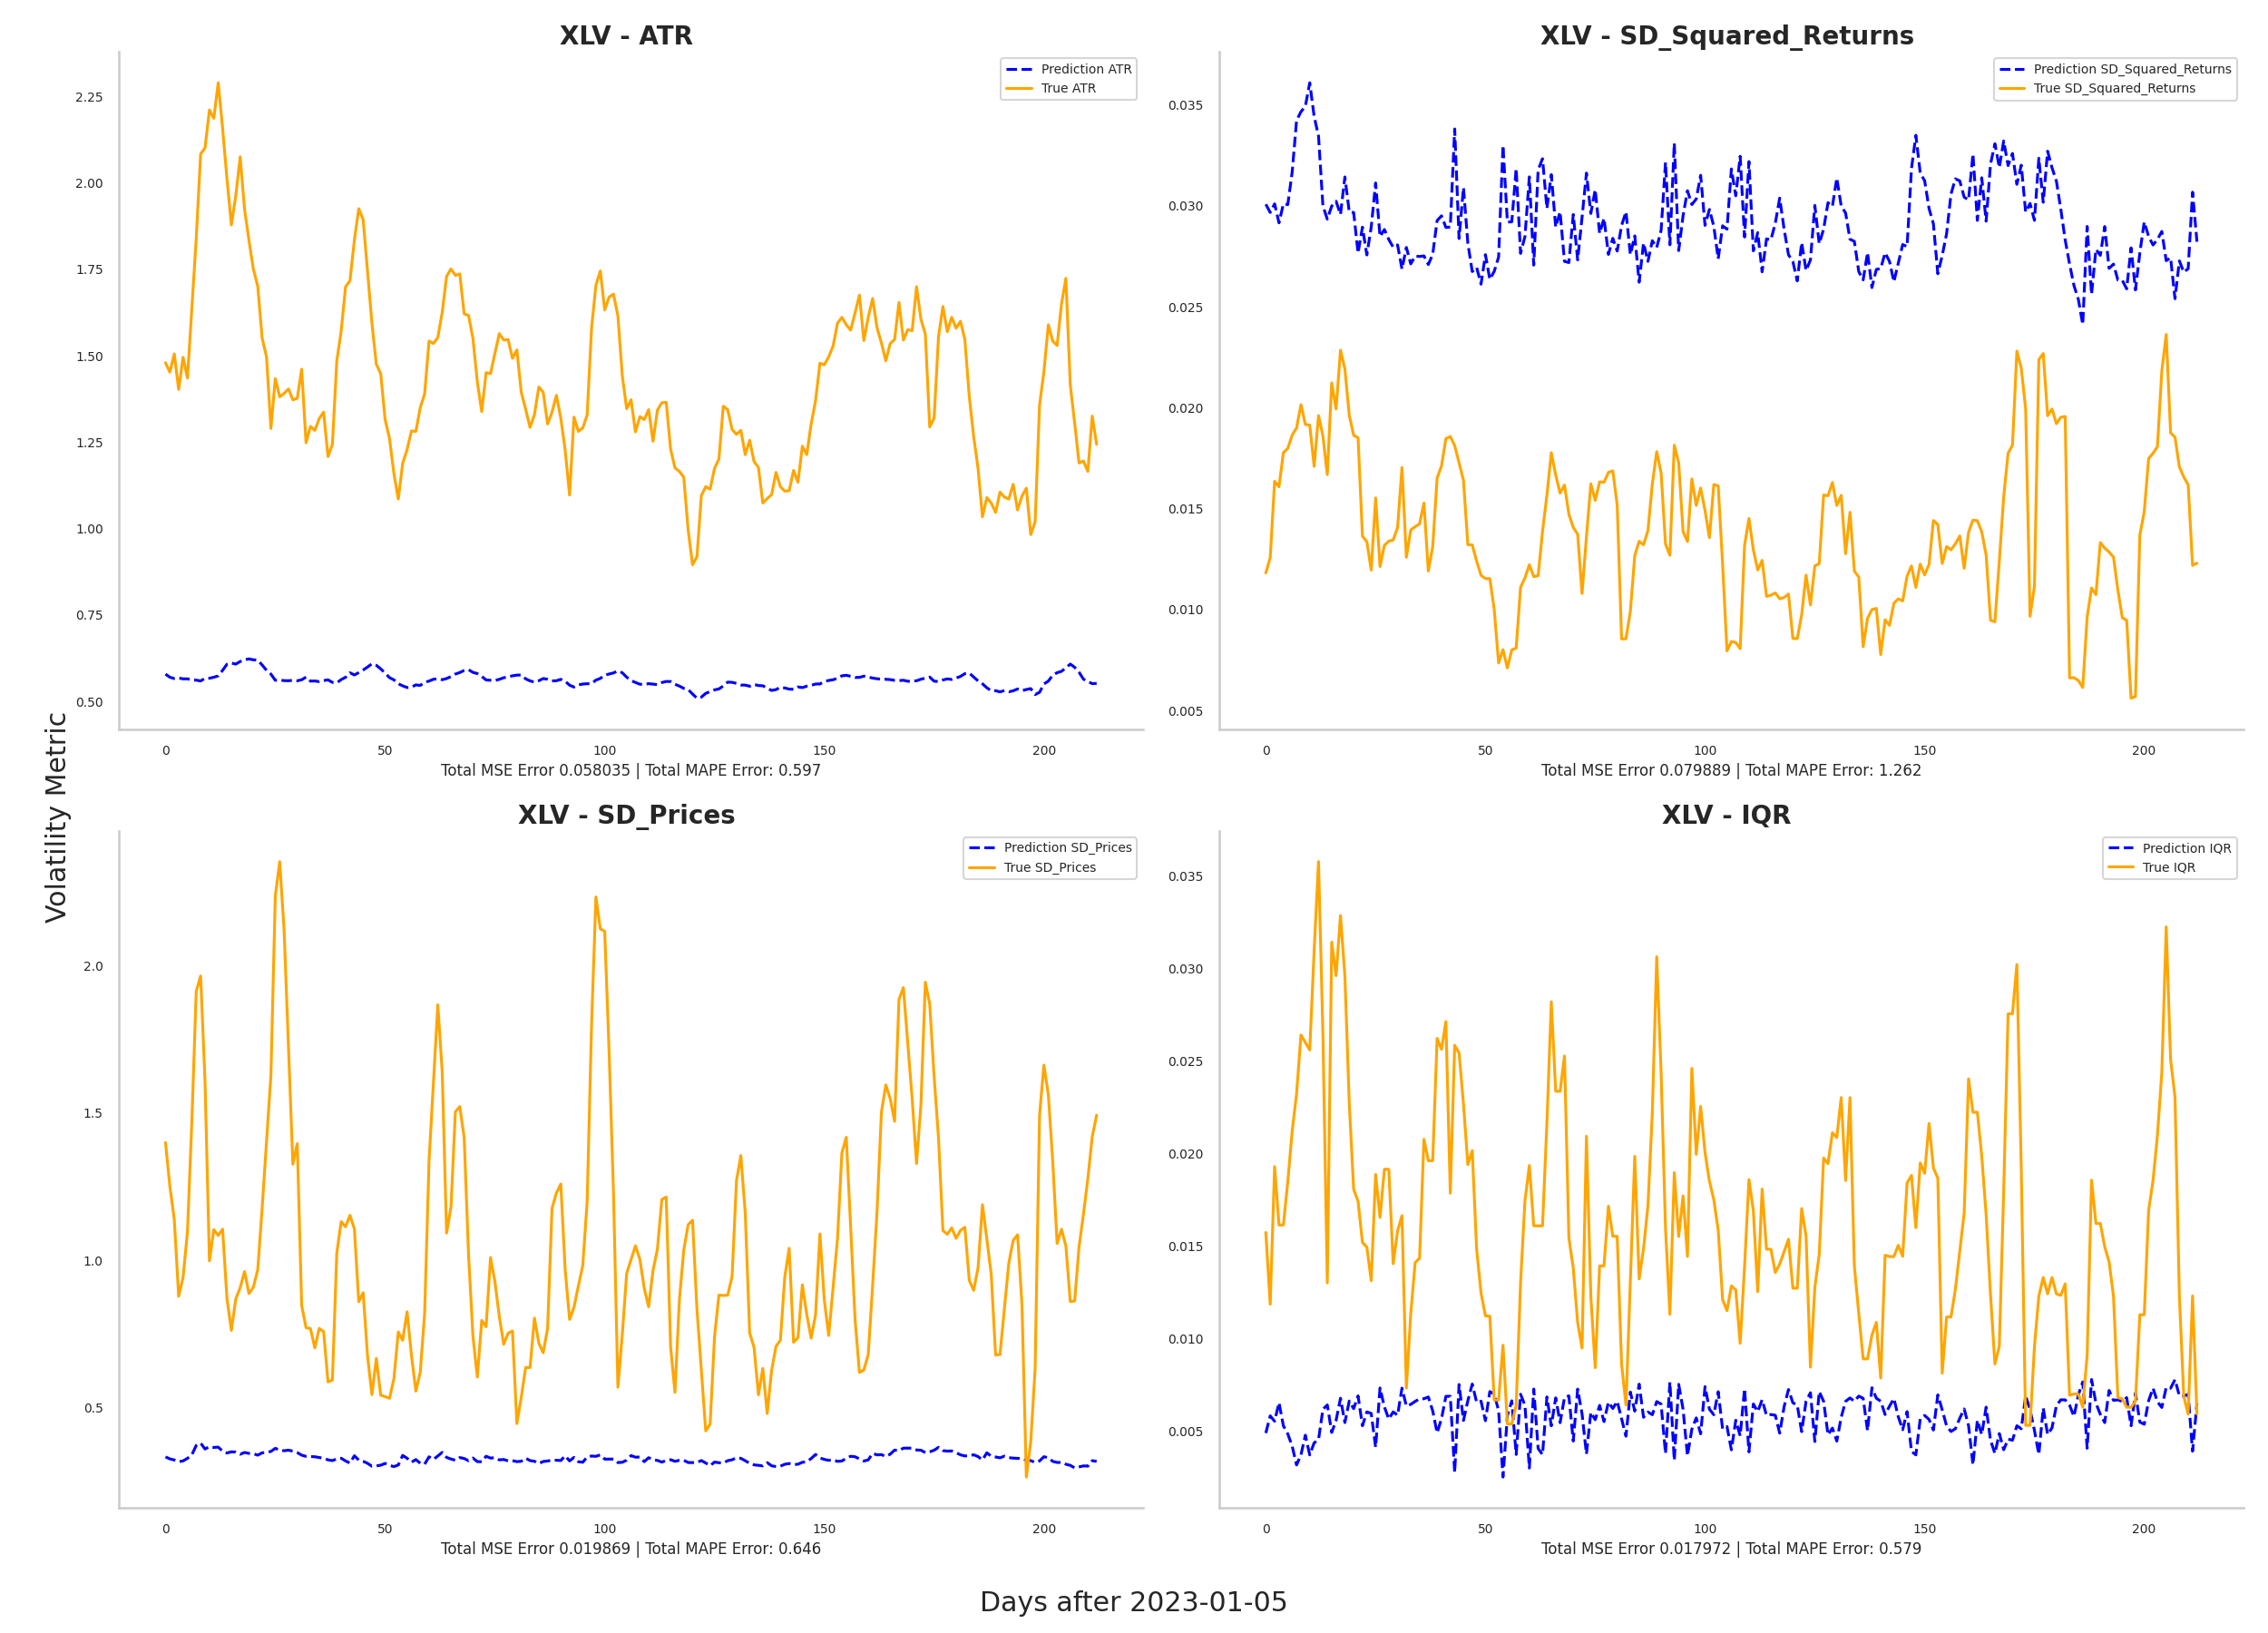 XLV - ATR
Prediction ATR
True ATR
2.25
2.00
1.75
1.50
1.25
1.00
0.75
0.50
0 50 100 150 200
Total MSE Error 0.058035 | Total MAPE Error: 0.597
XLV - SD_Squared_Returns
Prediction SD_Squared_Returns
True SD_Squared_Returns
0.035
0.030
0.025
0.020
0.015
0.010
0.005
0 50 100 150 200
Total MSE Error 0.079889 | Total MAPE Error: 1.262
Volatility Metric
XLV - SD_Prices
Prediction SD_Prices
True SD_Prices
2.0
1.5
1.0
0.5
0 50 100 150 200
Total MSE Error 0.019869 | Total MAPE Error: 0.646
XLV - IQR
Prediction IQR
True IQR
0.035
0.030
0.025
0.020
0.015
0.010
0.005
0 50 100 150 200
Total MSE Error 0.017972 | Total MAPE Error: 0.579
Days after 2023-01-05